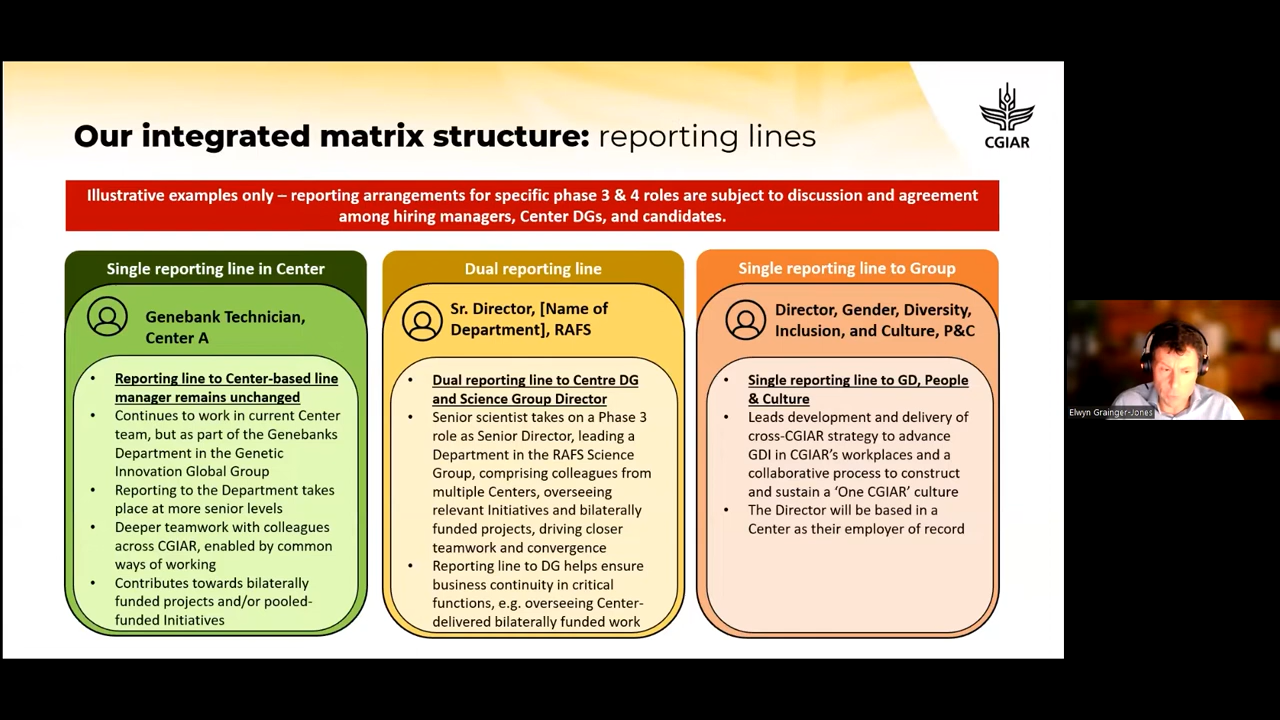 Our integrated matrix structure: reporting lines
CGIAR
Illustrative examples only – reporting arrangements for specific phase 3 & 4 roles are subject to discussion and agreement
among hiring managers, Center DGs, and candidates.
Single reporting line in Center
Genebank Technician,
Center A
• Reporting line to Center-based line
manager remains unchanged
• Continues to work in current Center
team, but as part of the Genebanks
Department in the Genetic
Innovation Global Group
• Reporting to the Department takes
place at more senior levels
• Deeper teamwork with colleagues
across CGIAR, enabled by common
ways of working
• Contributes towards bilaterally
funded projects and/or pooled-
funded Initiatives
Dual reporting line
Sr. Director, [Name of
Department], RAFS
• Dual reporting line to Centre DG
and Science Group Director
• Senior scientist takes on a Phase 3
role as Senior Director, leading a
Department in the RAFS Science
Group, comprising colleagues from
multiple Centers, overseeing
relevant Initiatives and bilaterally
funded projects, driving closer
teamwork and convergence
• Reporting line to DG helps ensure
business continuity in critical
functions, e.g. overseeing Center-
delivered bilaterally funded work
Single reporting line to Group
Director, Gender, Diversity,
Inclusion, and Culture, P&C
• Single reporting line to GD, People
& Culture
• Leads development and delivery of
cross-CGIAR strategy to advance
GDI in CGIAR's workplaces and a
collaborative process to construct
and sustain a 'One CGIAR' culture
• The Director will be based in a
Center as their employer of record
Elwyn Grainger-Jones